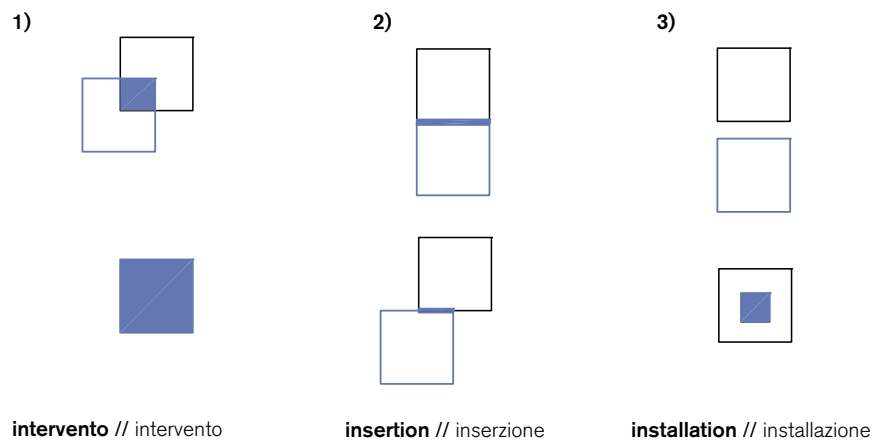 1)
2)
3)
intervento // intervento
insertion // inserzione
installation // installazione